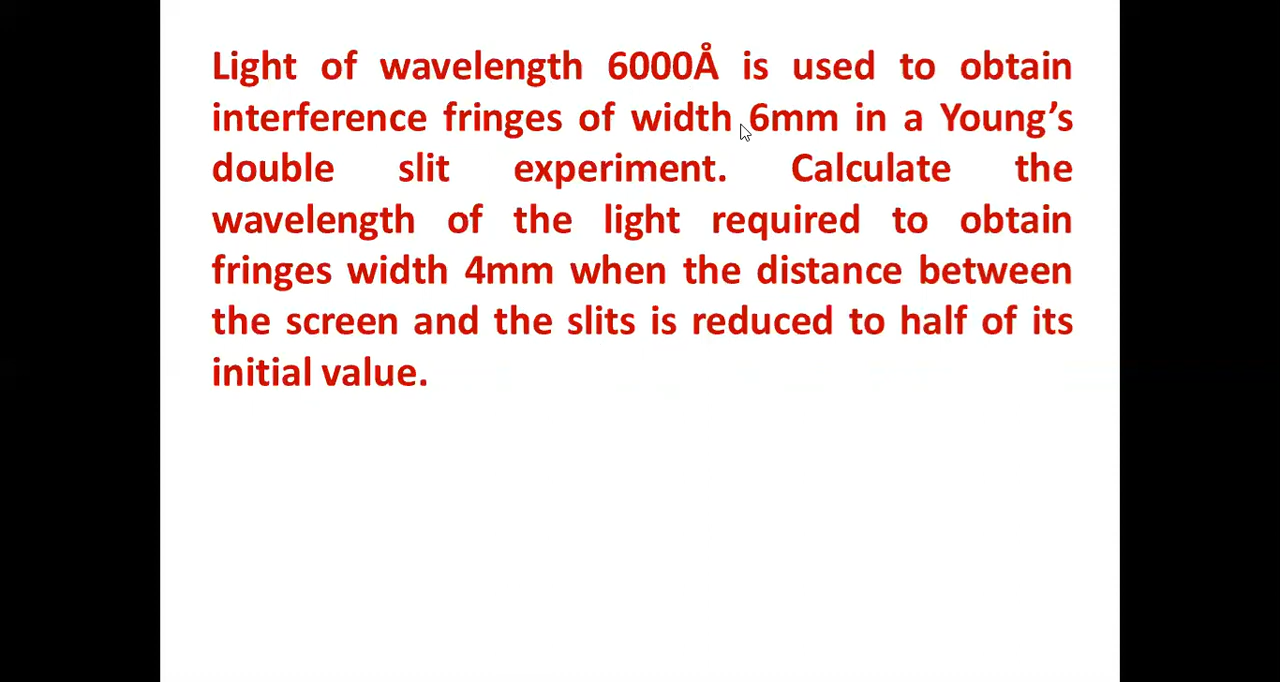 Light of wavelength 6000Å is used to obtain
interference fringes of width 6mm in a Young’s
double slit experiment. Calculate the
wavelength of the light required to obtain
fringes width 4mm when the distance between
the screen and the slits is reduced to half of its
initial value.